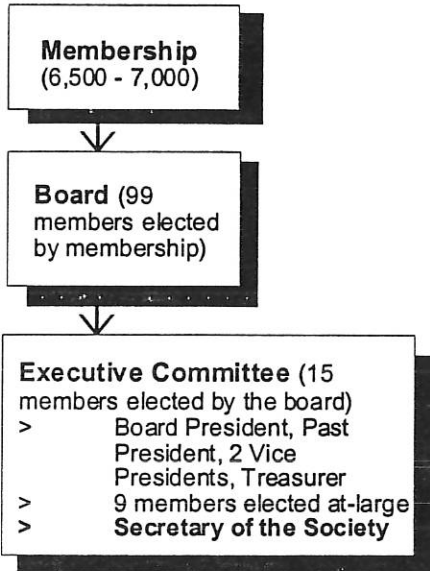 Membership
(6,500 - 7,000)
Board (99
members elected
by membership)
Executive Committee (15
members elected by the board)
> Board President, Past
President, 2 Vice
Presidents, Treasurer
> 9 members elected at-large
> Secretary of the Society